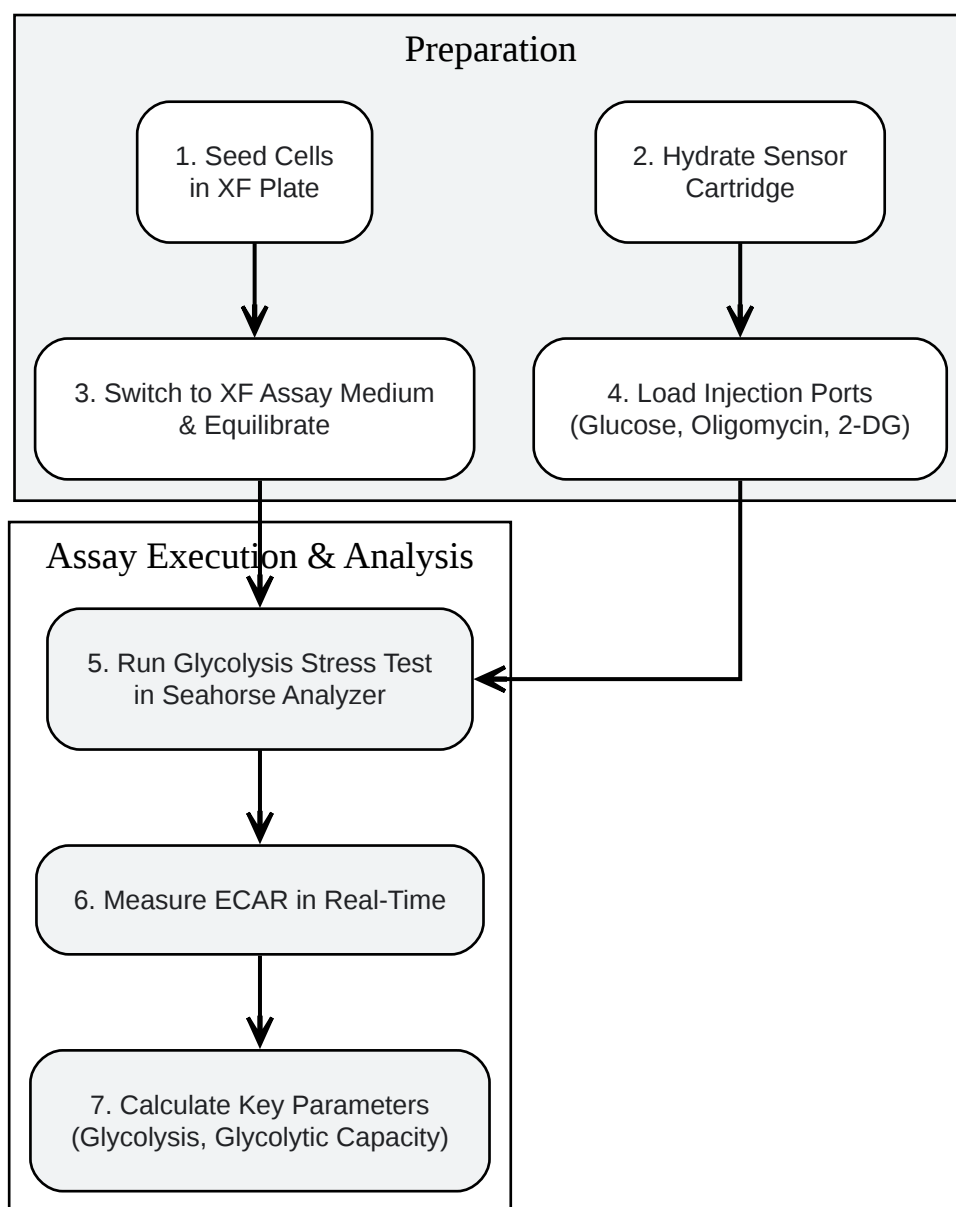 Preparation
1. Seed Cells
in XF Plate
2. Hydrate Sensor
Cartridge
3. Switch to XF Assay Medium
& Equilibrate
4. Load Injection Ports
(Glucose, Oligomycin, 2-DG)
Assay Execution & Analysis
5. Run Glycolysis Stress Test
in Seahorse Analyzer
6. Measure ECAR in Real-Time
7. Calculate Key Parameters
(Glycolysis, Glycolytic Capacity)